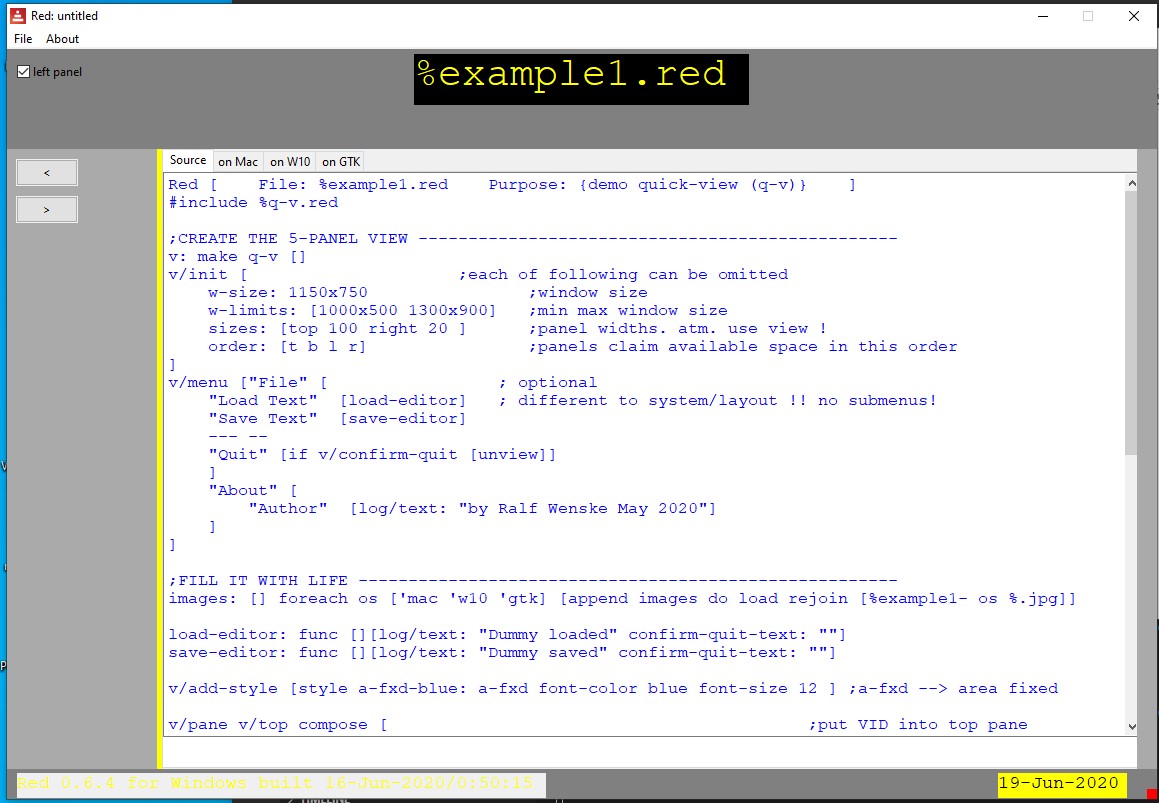 Red: untitled
File About
left panel
%example1.red
<
>
Source on Mac on W10 on GTK
Red [ File: %example1.red Purpose: {demo quick-view (q-v)} ]
#include %q-v.red
;CREATE THE 5-PANEL VIEW ------------------------------------------------
v: make q-v []
v/init [ ;each of following can be omitted
w-size: 1150x750 ;window size
w-limits: [1000x500 1300x900] ;min max window size
sizes: [top 100 right 20 ] ;panel widths. atm. use view !
order: [t b l r] ;panels claim available space in this order
]
v/menu ["File" [ ; optional
"Load Text" [load-editor] ; different to system/layout !! no submenus!
"Save Text" [save-editor]
--- --
"Quit" [if v/confirm-quit [unview]]
]
"About" [
"Author" [log/text: "by Ralf Wenske May 2020"]
]
]
;FILL IT WITH LIFE ------------------------------------------------------
images: [] foreach os ['mac 'w10 'gtk] [append images do load rejoin [%example1- os %.jpg]]
load-editor: func [][log/text: "Dummy loaded" confirm-quit-text: ""]
save-editor: func [][log/text: "Dummy saved" confirm-quit-text: ""]
v/add-style [style a-fxd-blue: a-fxd font-color blue font-size 12 ] ;a-fxd --> area fixed
v/pane v/top compose [ ;put VID into top pane
Red 0.6.4 for Windows built 16-Jun-2020/0:50:15
19-Jun-2020